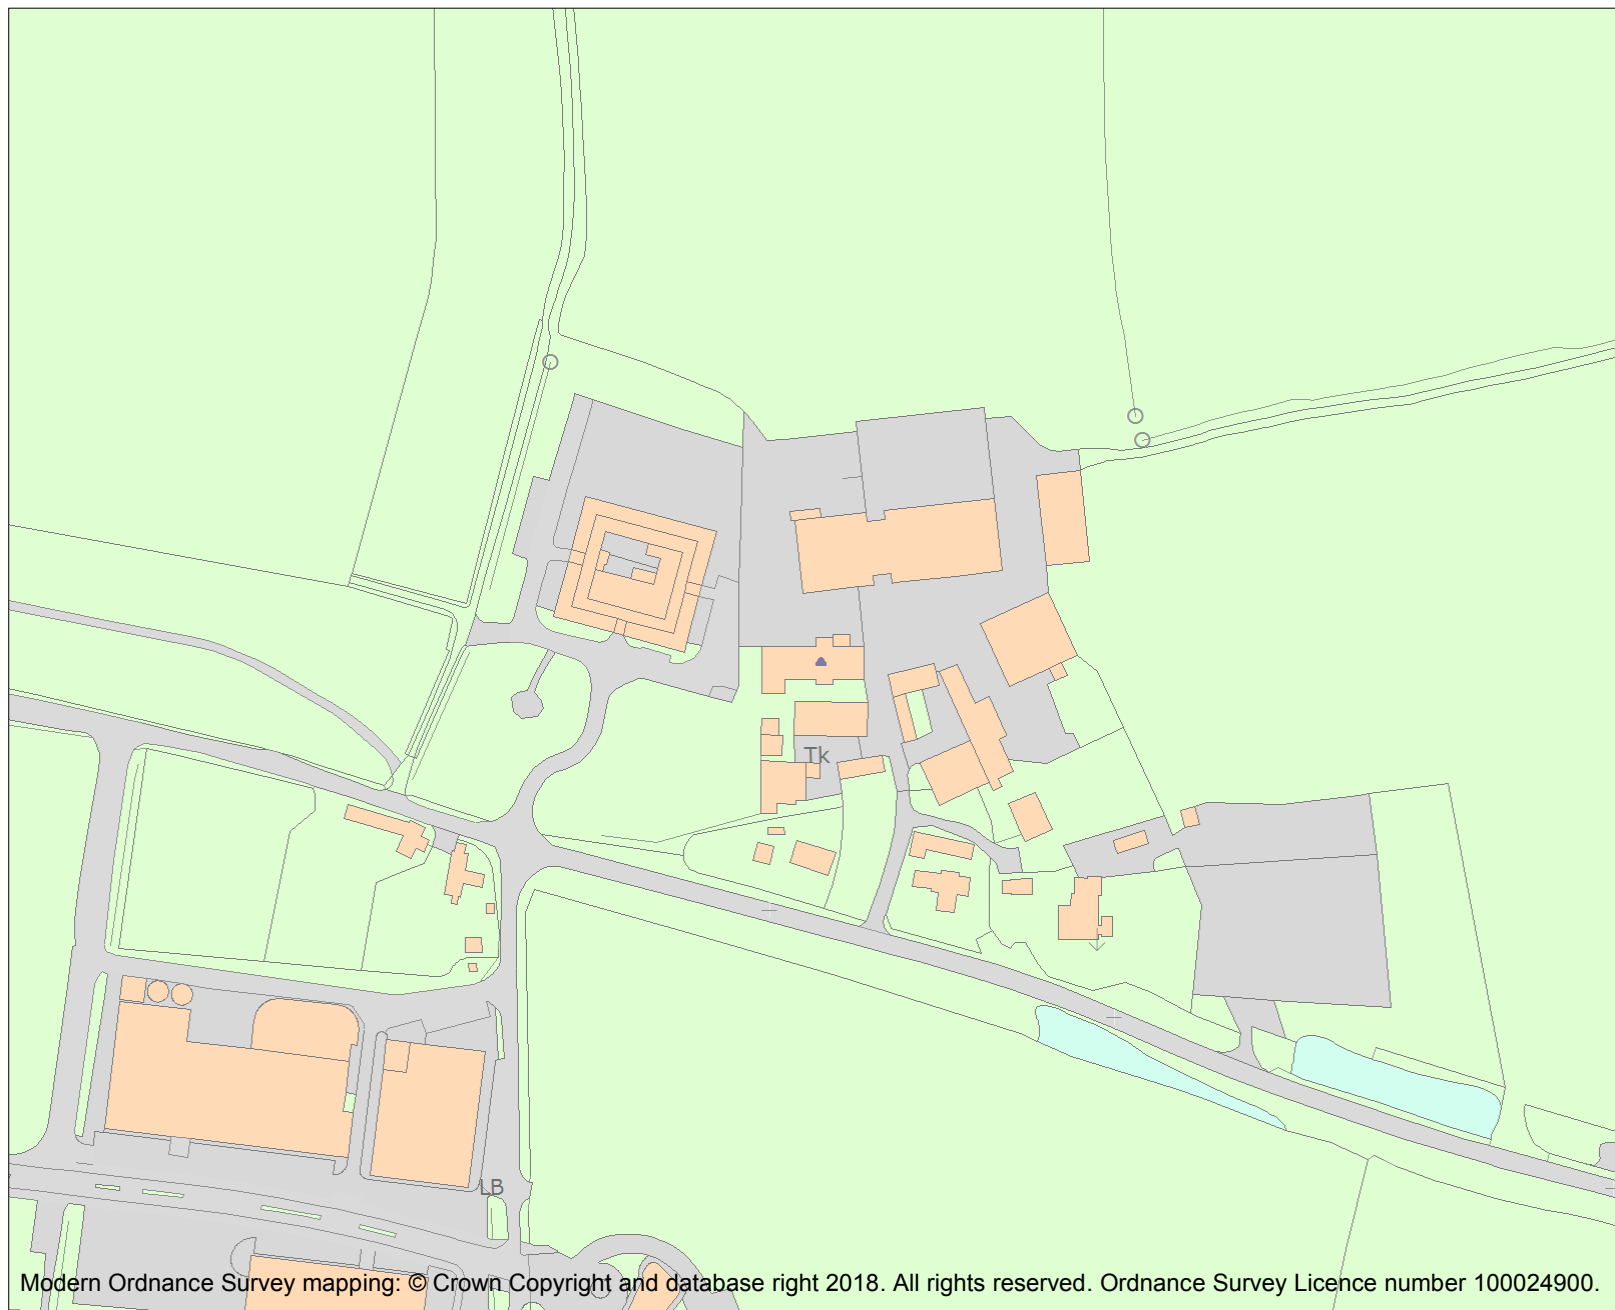 Tk
LB
Modern Ordnance Survey mapping: © Crown Copyright and database right 2018. All rights reserved. Ordnance Survey Licence number 100024900.